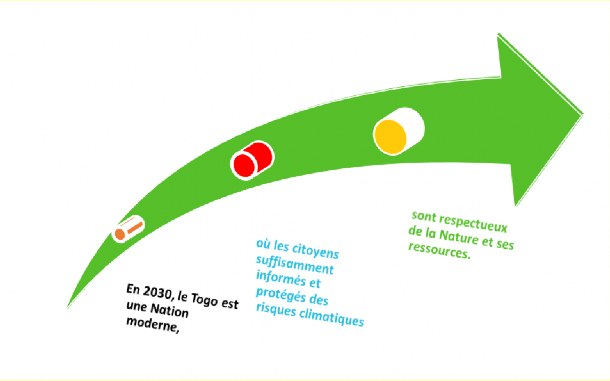 En 2030, le Togo est
une Nation
moderne,
où les citoyens
suffisamment
informés et
protégés des
risques climatiques
sont respectueux
de la Nature et ses
ressources.